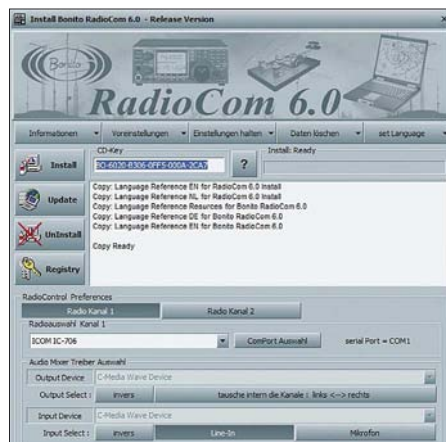 Install Bonito RadioCom 6.0 - Release Version
Bonito
RadioCom 6.0
Informationen Voreinstellungen Einstellungen halten Daten löschen set Language
CD-Key Install: Ready
Install ?
Update
Copy: Language Reference EN for RadioCom 6.0 Install
Copy: Language Reference NL for RadioCom 6.0 Install
Copy: Language Reference Resurces for Bonito RadioCom 6.0
Copy: Language Reference DE for Bonito RadioCom 6.0
Copy: Language Reference EN for Bonito RadioCom 6.0
Copy Ready
UnInstall
Registry
RadioControl Preferences
Radio Kanal 1 Radio Kanal 2
Radioauswahl Kanal 1
ICOM IC-706 ComPort Auswahl serial Port = COM1
Audio Mixer Treiber Auswahl
Output Device C-Media Wave Device
Output Select : invers tausche intern die Kanale : links <--> rechts
Input Device C-Media Wave Device
Input Select : invers Line-In Mikrofon